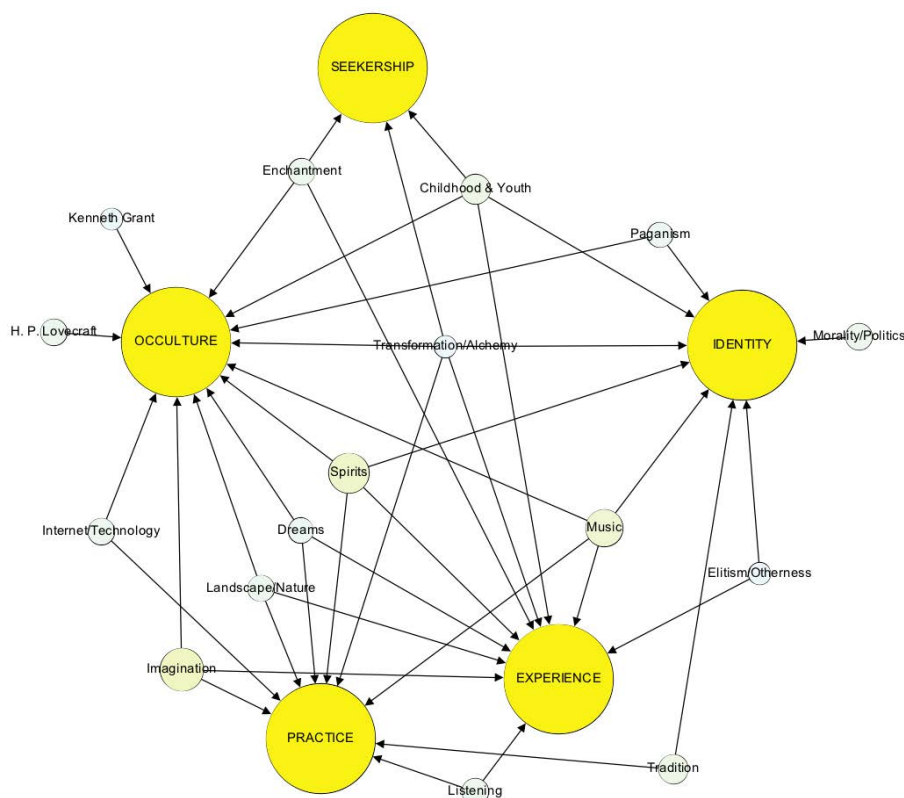 SEEKERSHIP
Enchantment
Childhood & Youth
Kenneth Grant
Paganism
H. P. Lovecraft
OCCULTURE
Transformation/Alchemy
IDENTITY
Morality/Politics
Spirits
Internet/Technology
Dreams
Music
Landscape/Nature
Elitism/Otherness
Imagination
EXPERIENCE
PRACTICE
Tradition
Listening